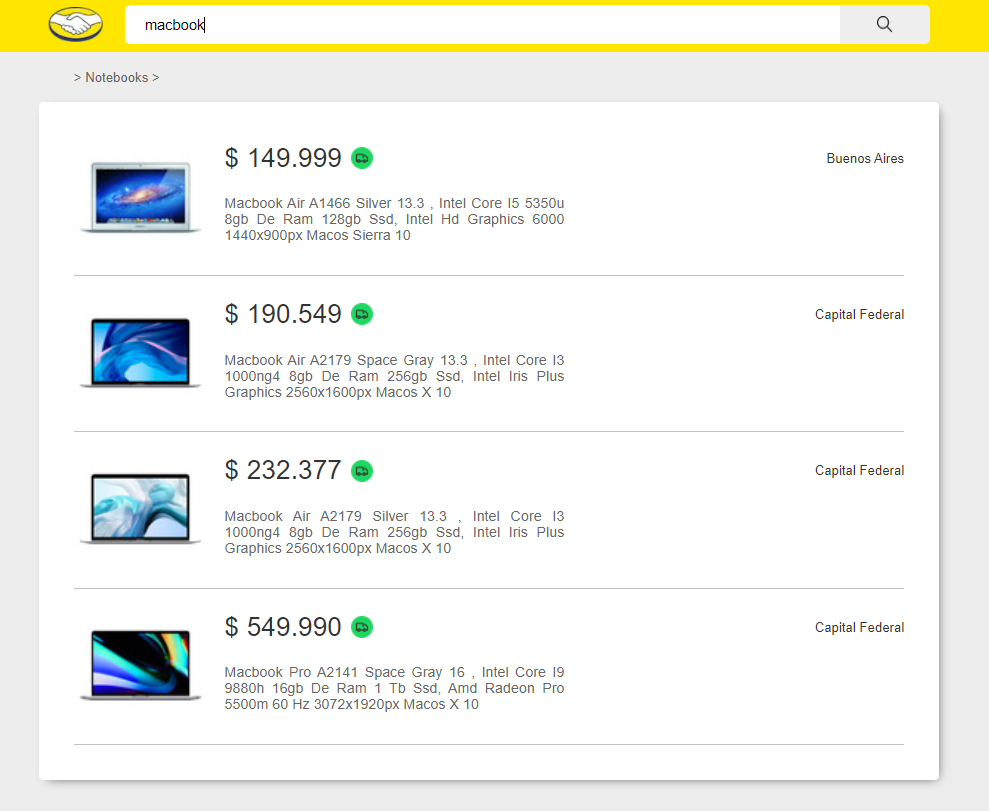 macbook
> Notebooks >
$ 149.999
Buenos Aires
Macbook Air A1466 Silver 13.3 , Intel Core I5 5350u
8gb De Ram 128gb Ssd, Intel Hd Graphics 6000
1440x900px Macos Sierra 10
$ 190.549
Capital Federal
Macbook Air A2179 Space Gray 13.3 , Intel Core I3
1000ng4 8gb De Ram 256gb Ssd, Intel Iris Plus
Graphics 2560x1600px Macos X 10
$ 232.377
Capital Federal
Macbook Air A2179 Silver 13.3 , Intel Core I3
1000ng4 8gb De Ram 256gb Ssd, Intel Iris Plus
Graphics 2560x1600px Macos X 10
$ 549.990
Capital Federal
Macbook Pro A2141 Space Gray 16 , Intel Core I9
9880h 16gb De Ram 1 Tb Ssd, Amd Radeon Pro
5500m 60 Hz 3072x1920px Macos X 10